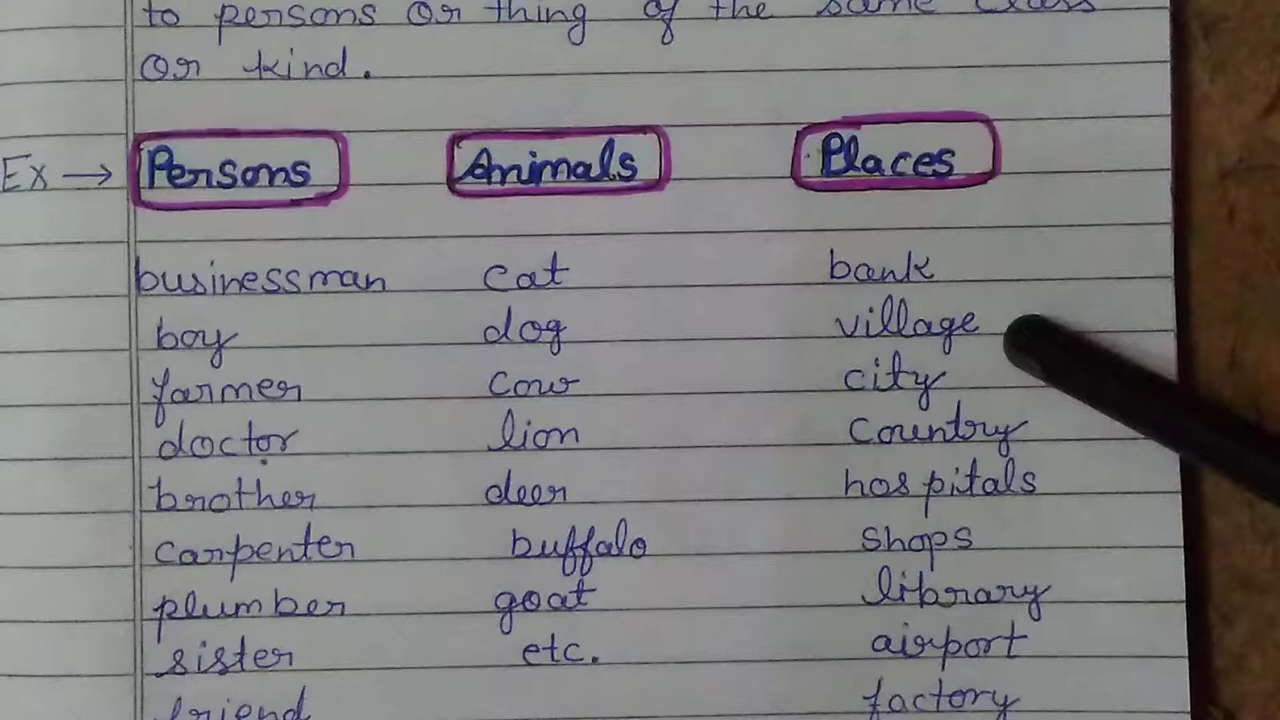 to persons or thing of the same class
or kind.
Ex → Persons Animals Places
businessman cat bank
boy dog village
farmer cow city
doctor lion country
brother deer hospitals
carpenter buffalo shops
plumber goat library
sister etc. airport
friend factory